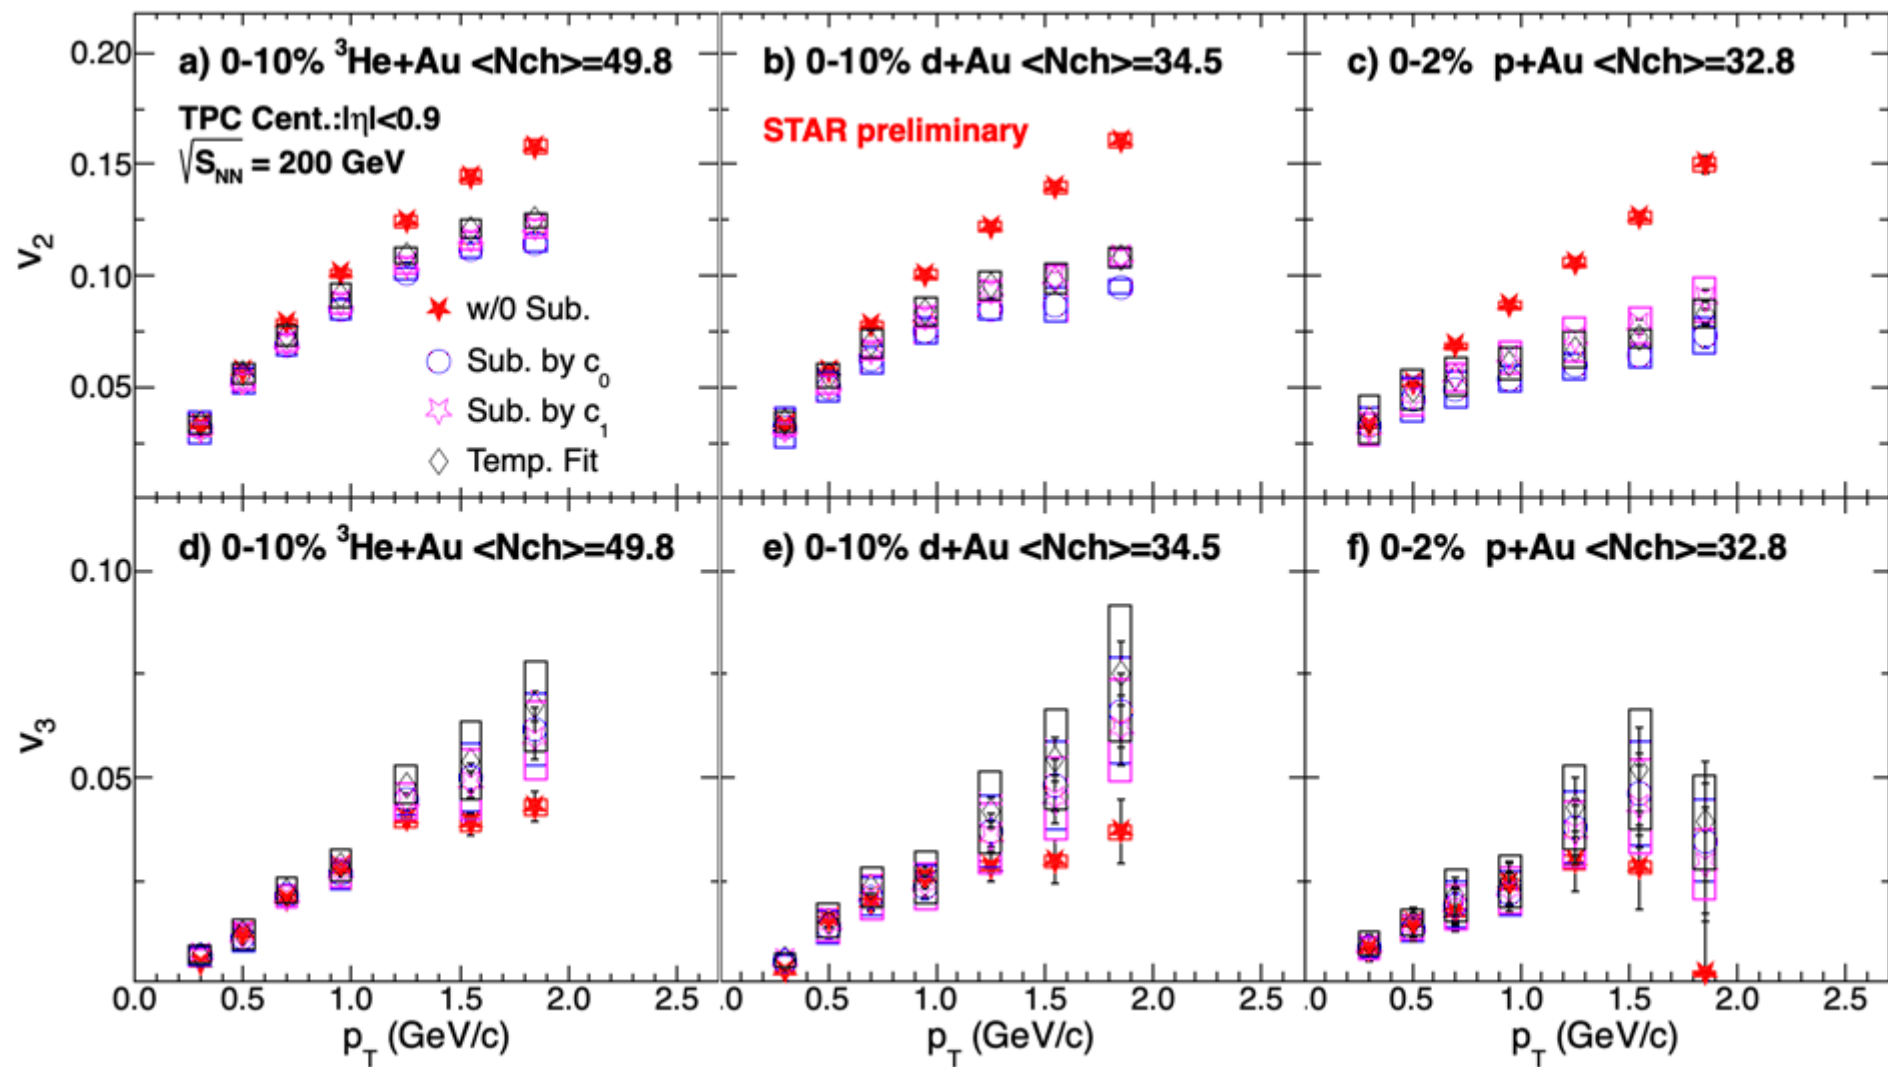 a) 0-10% ³He+Au <Nch>=49.8
TPC Cent.:|η|<0.9
√S_NN = 200 GeV
w/0 Sub.
Sub. by c₀
Sub. by c₁
Temp. Fit
b) 0-10% d+Au <Nch>=34.5
STAR preliminary
c) 0-2% p+Au <Nch>=32.8
0.20
0.15
0.10
0.05
v₂
d) 0-10% ³He+Au <Nch>=49.8
e) 0-10% d+Au <Nch>=34.5
f) 0-2% p+Au <Nch>=32.8
0.10
0.05
v₃
0.0 0.5 1.0 1.5 2.0 2.5
.0 0.5 1.0 1.5 2.0 2.5
.0 0.5 1.0 1.5 2.0 2.5
p_T (GeV/c)
p_T (GeV/c)
p_T (GeV/c)